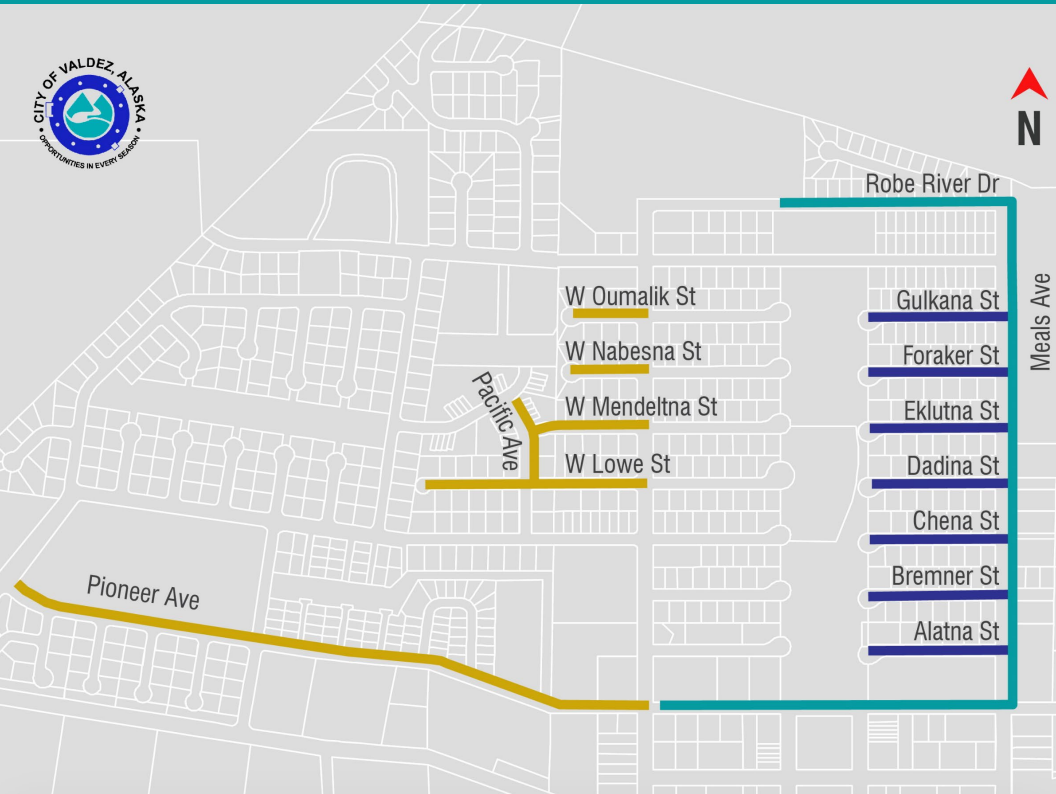 CITY OF VALDEZ, ALASKA
• OPPORTUNITIES IN EVERY SEASON •
N
Robe River Dr
Meals Ave
W Oumalik St
Gulkana St
W Nabesna St
Foraker St
Pacific Ave
W Mendeltna St
Eklutna St
W Lowe St
Dadina St
Chena St
Pioneer Ave
Bremner St
Alatna St